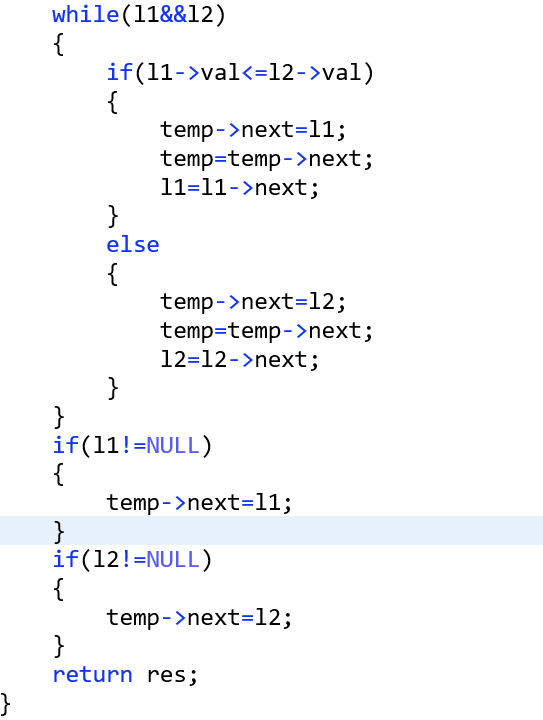 while(l1&&l2)
    {
        if(l1->val<=l2->val)
        {
            temp->next=l1;
            temp=temp->next;
            l1=l1->next;
        }
        else
        {
            temp->next=l2;
            temp=temp->next;
            l2=l2->next;
        }
    }
    if(l1!=NULL)
    {
        temp->next=l1;
    }
    if(l2!=NULL)
    {
        temp->next=l2;
    }
    return res;
}